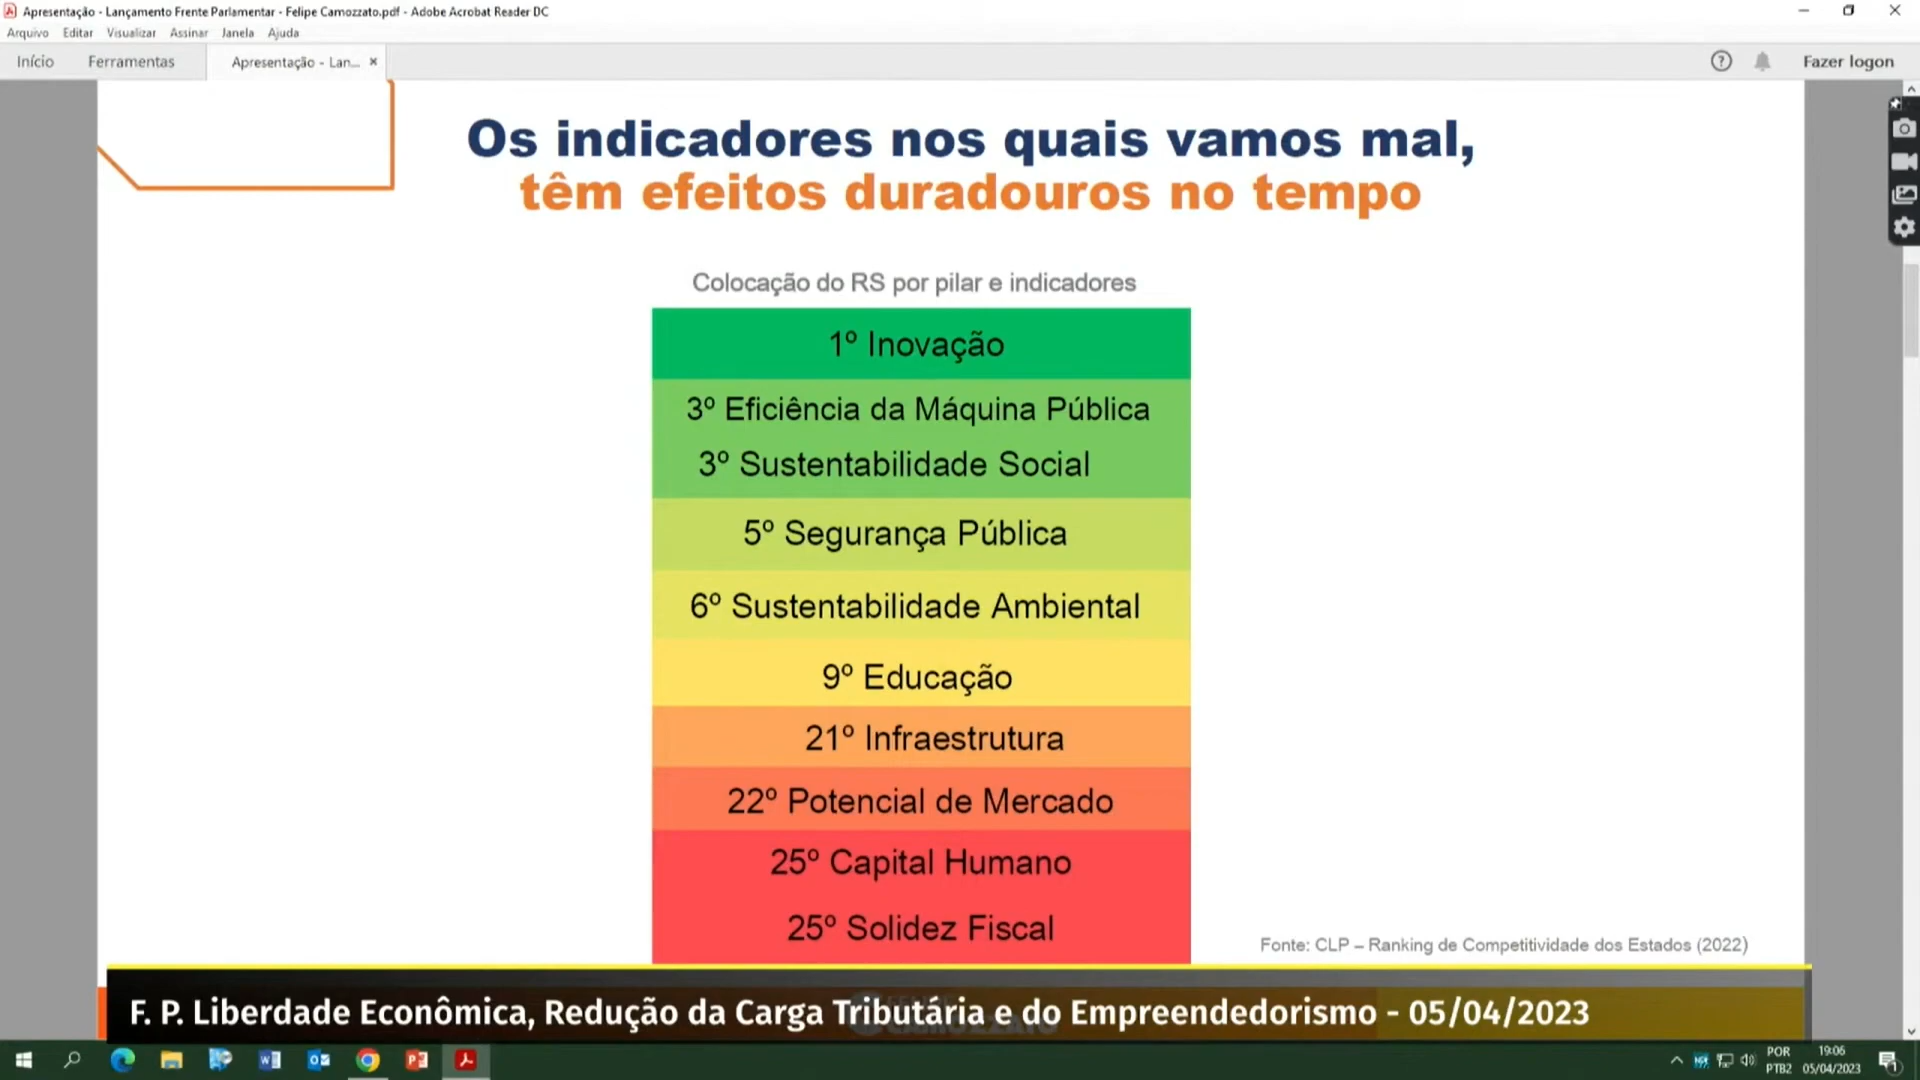 Apresentação - Lançamento Frente Parlamentar - Felipe Camozzato.pdf - Adobe Acrobat Reader DC
Arquivo Editar Visualizar Assinar Janela Ajuda
Início Ferramentas Apresentação - Lan... × Fazer logon
Os indicadores nos quais vamos mal,
têm efeitos duradouros no tempo
Colocação do RS por pilar e indicadores
1º Inovação
3º Eficiência da Máquina Pública
3º Sustentabilidade Social
5º Segurança Pública
6º Sustentabilidade Ambiental
9º Educação
21º Infraestrutura
22º Potencial de Mercado
25º Capital Humano
25º Solidez Fiscal
Fonte: CLP – Ranking de Competitividade dos Estados (2022)
F. P. Liberdade Econômica, Redução da Carga Tributária e do Empreendedorismo - 05/04/2023
POR 19:06
PTB2 05/04/2023